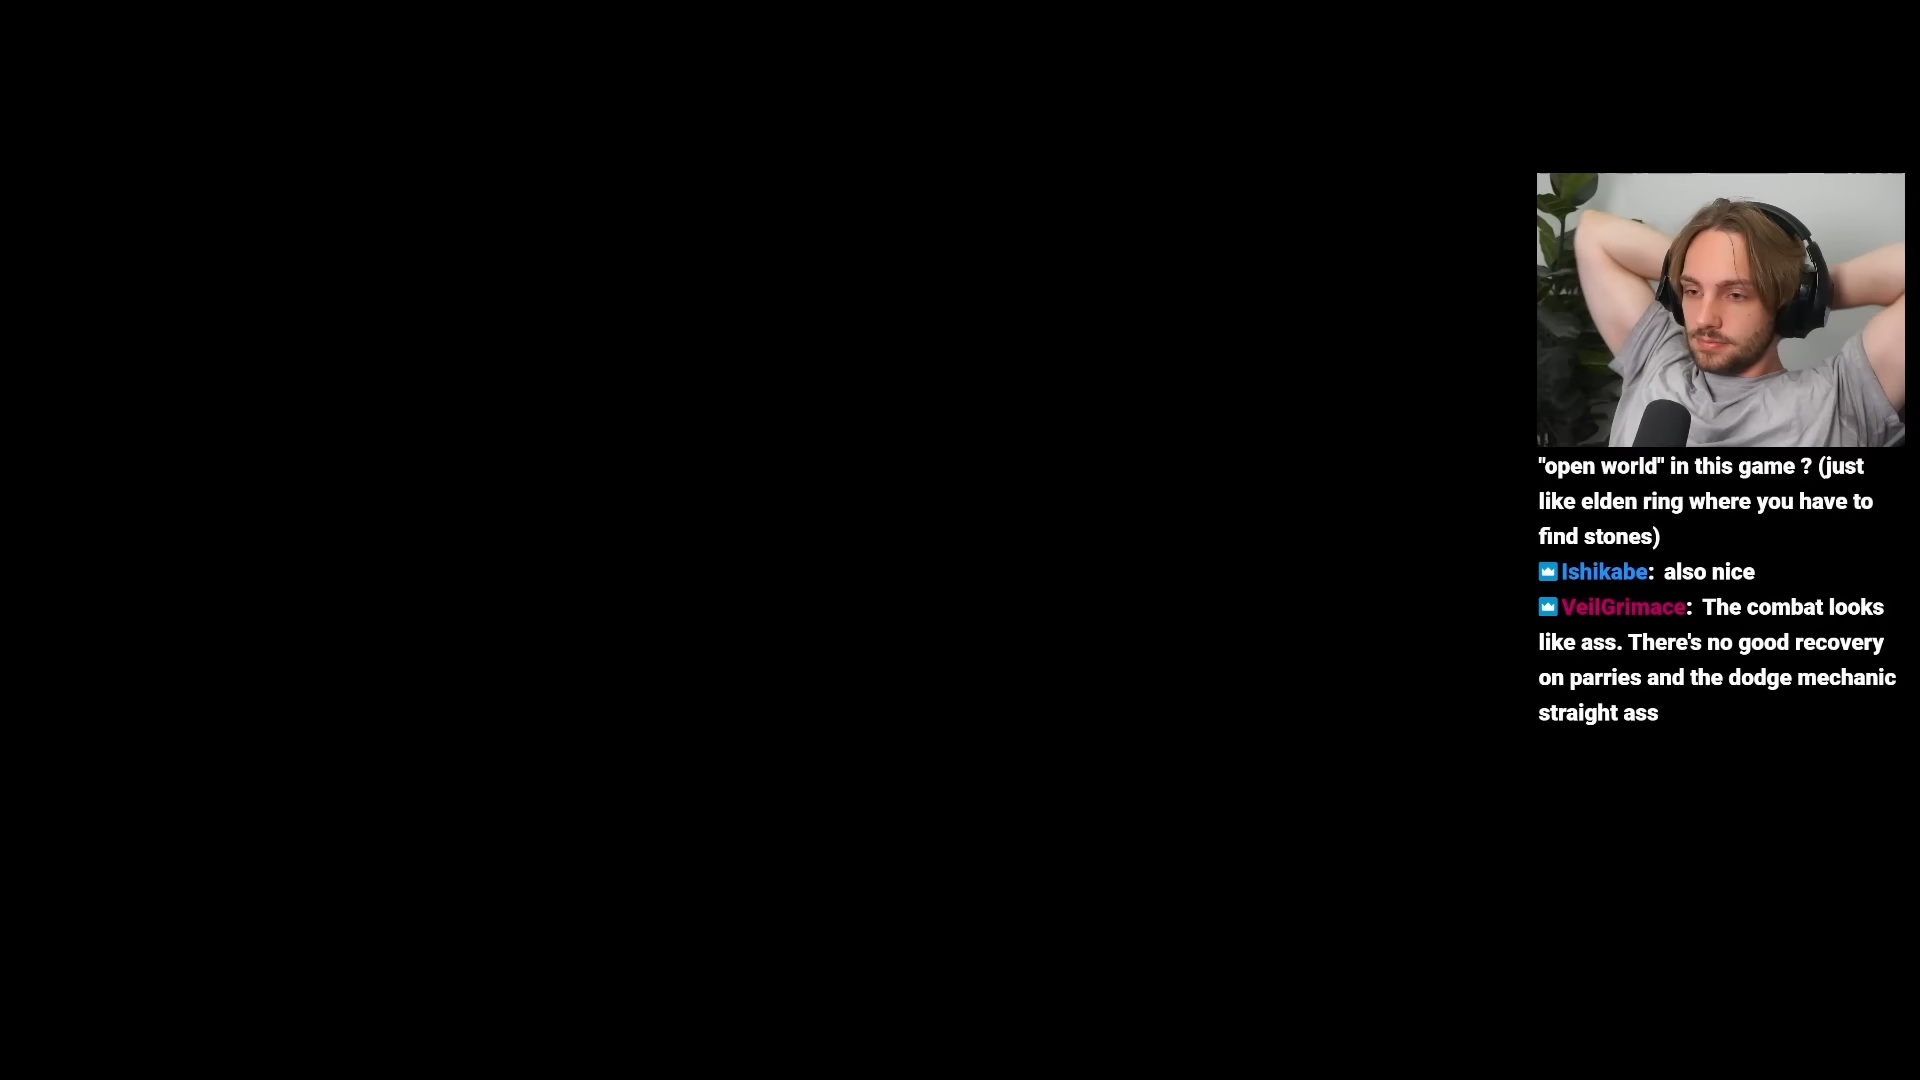 "open world" in this game ? (just
like elden ring where you have to
find stones)
Ishikabe: also nice
VeilGrimace: The combat looks
like ass. There's no good recovery
on parries and the dodge mechanic
straight ass